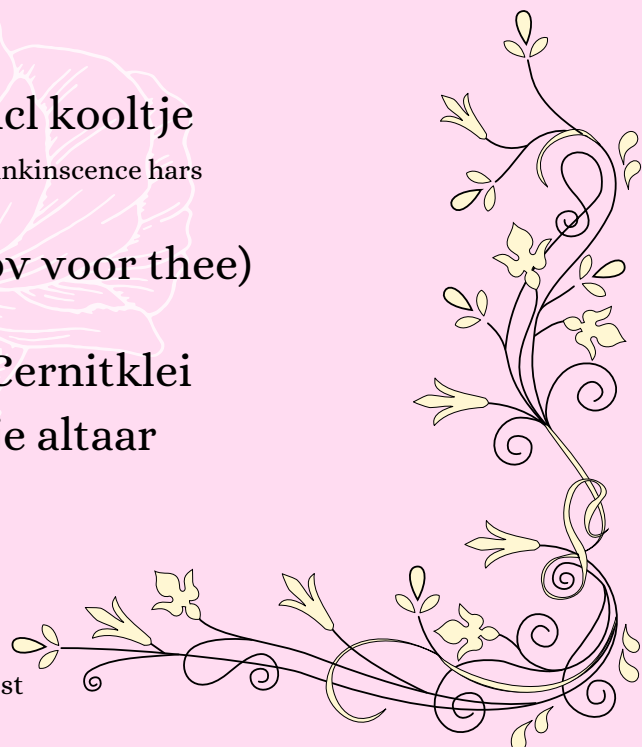 cl kooltje
nkinscence hars
ov voor thee)
Cernitklei
e altaar
st